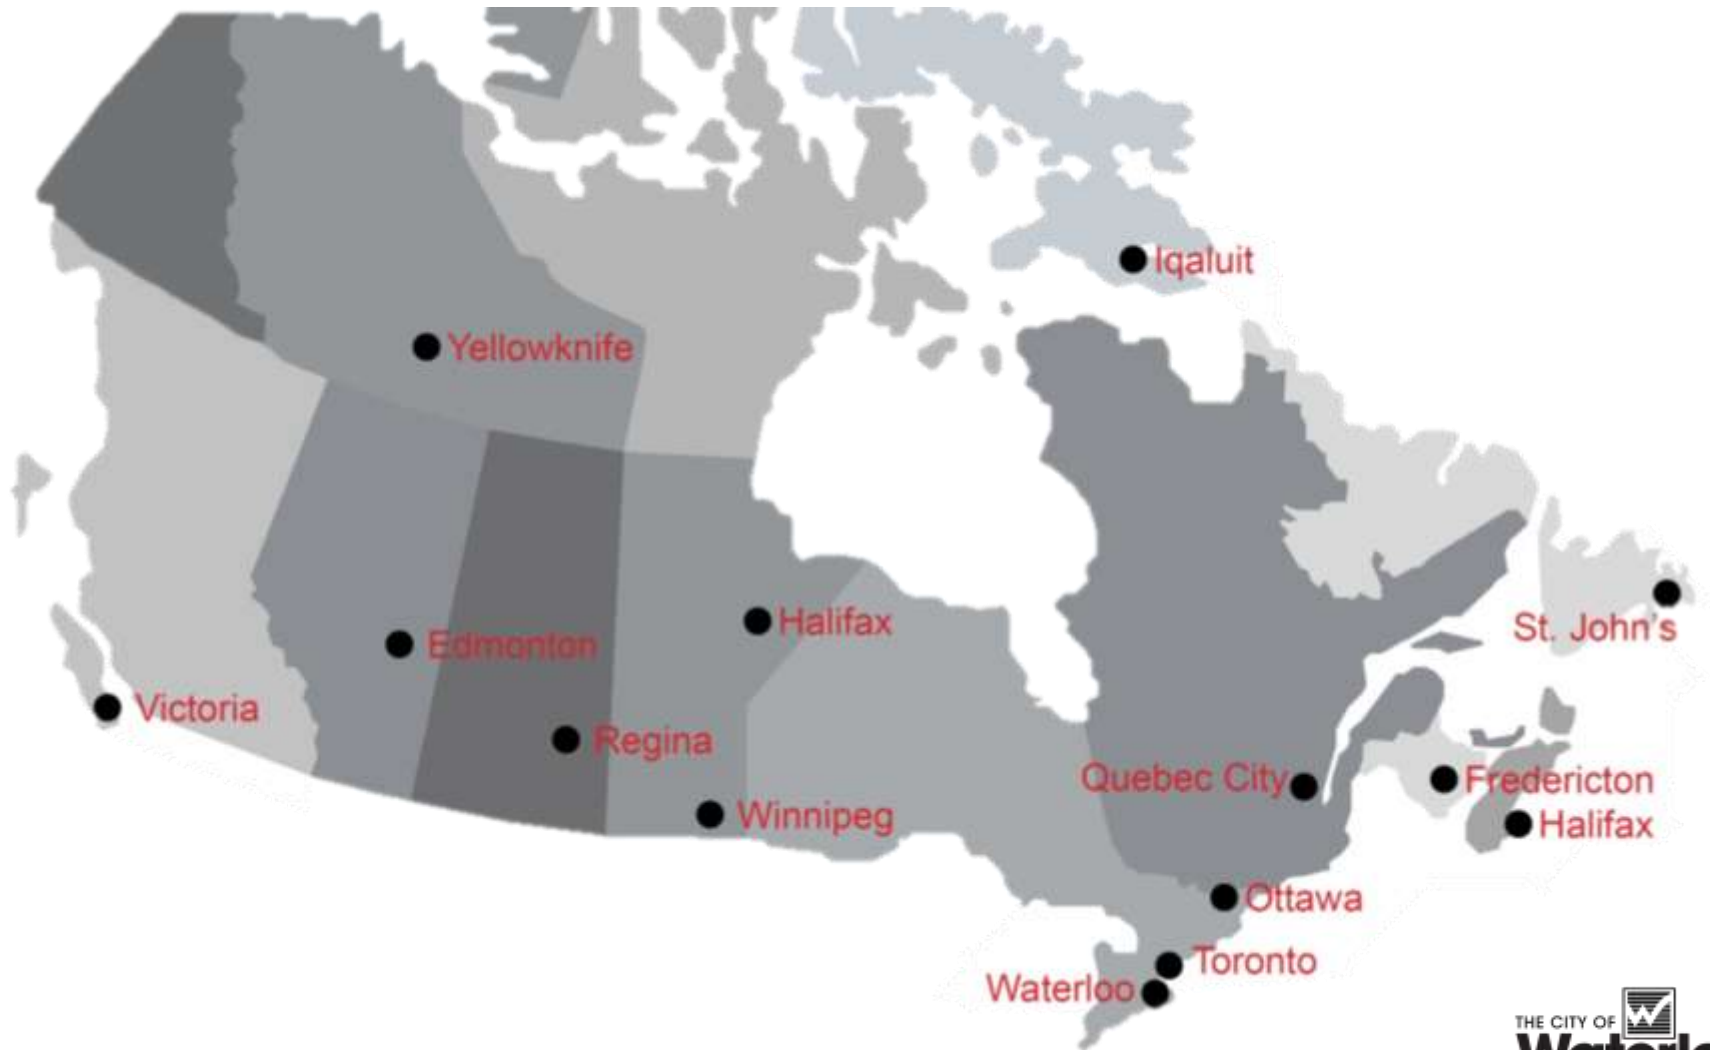 Iqaluit
Yellowknife
Halifax
St. John's
Edmonton
Victoria
Regina
Quebec City
Fredericton
Winnipeg
Halifax
Ottawa
Toronto
Waterloo
THE CITY OF